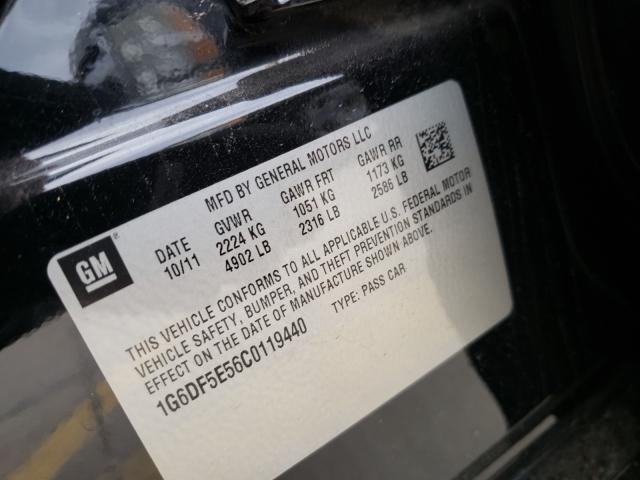 GM
®
MFD BY GENERAL MOTORS LLC
DATE GVWR GAWR FRT GAWR RR
10/11 2224 KG 1051 KG 1173 KG
4902 LB 2316 LB 2586 LB
THIS VEHICLE CONFORMS TO ALL APPLICABLE U.S. FEDERAL MOTOR
VEHICLE SAFETY, BUMPER, AND THEFT PREVENTION STANDARDS IN
EFFECT ON THE DATE OF MANUFACTURE SHOWN ABOVE.
1G6DF5E56C0119440 TYPE: PASS CAR